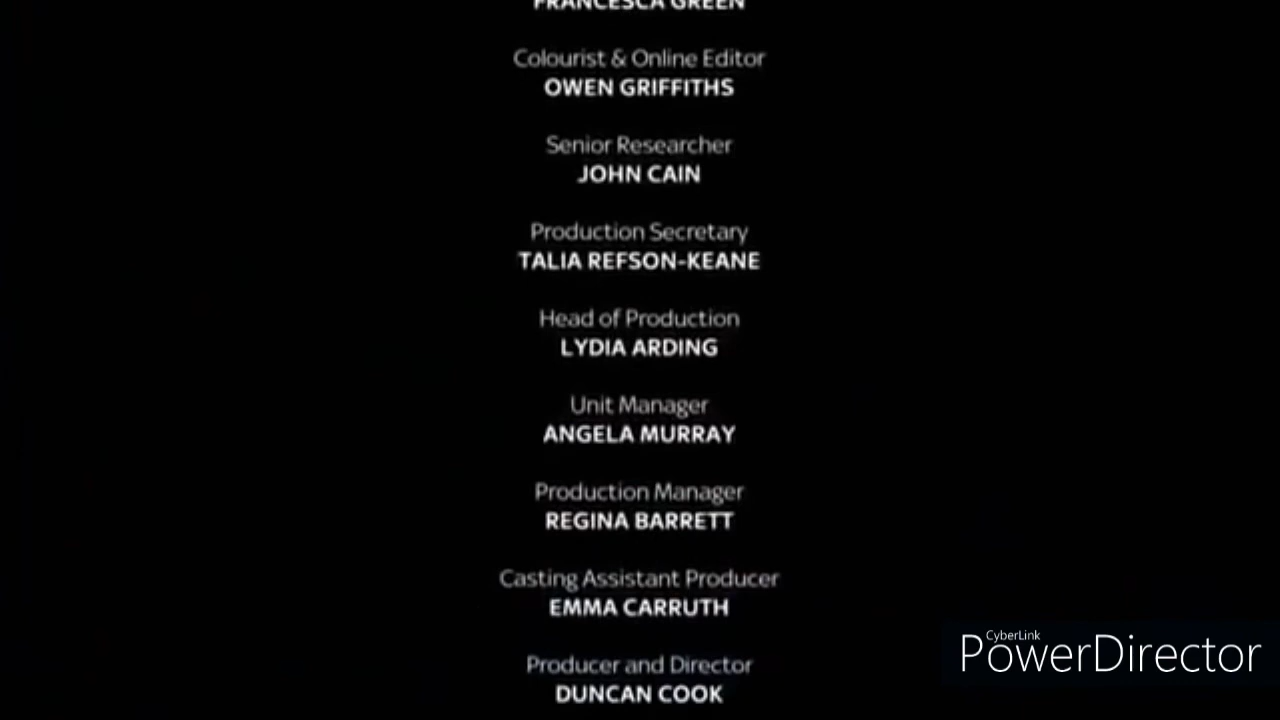 FRANCESCA GREEN
Colourist & Online Editor
OWEN GRIFFITHS
Senior Researcher
JOHN CAIN
Production Secretary
TALIA REFSON-KEANE
Head of Production
LYDIA ARDING
Unit Manager
ANGELA MURRAY
Production Manager
REGINA BARRETT
Casting Assistant Producer
EMMA CARRUTH
Producer and Director
DUNCAN COOK
CyberLink
PowerDirector